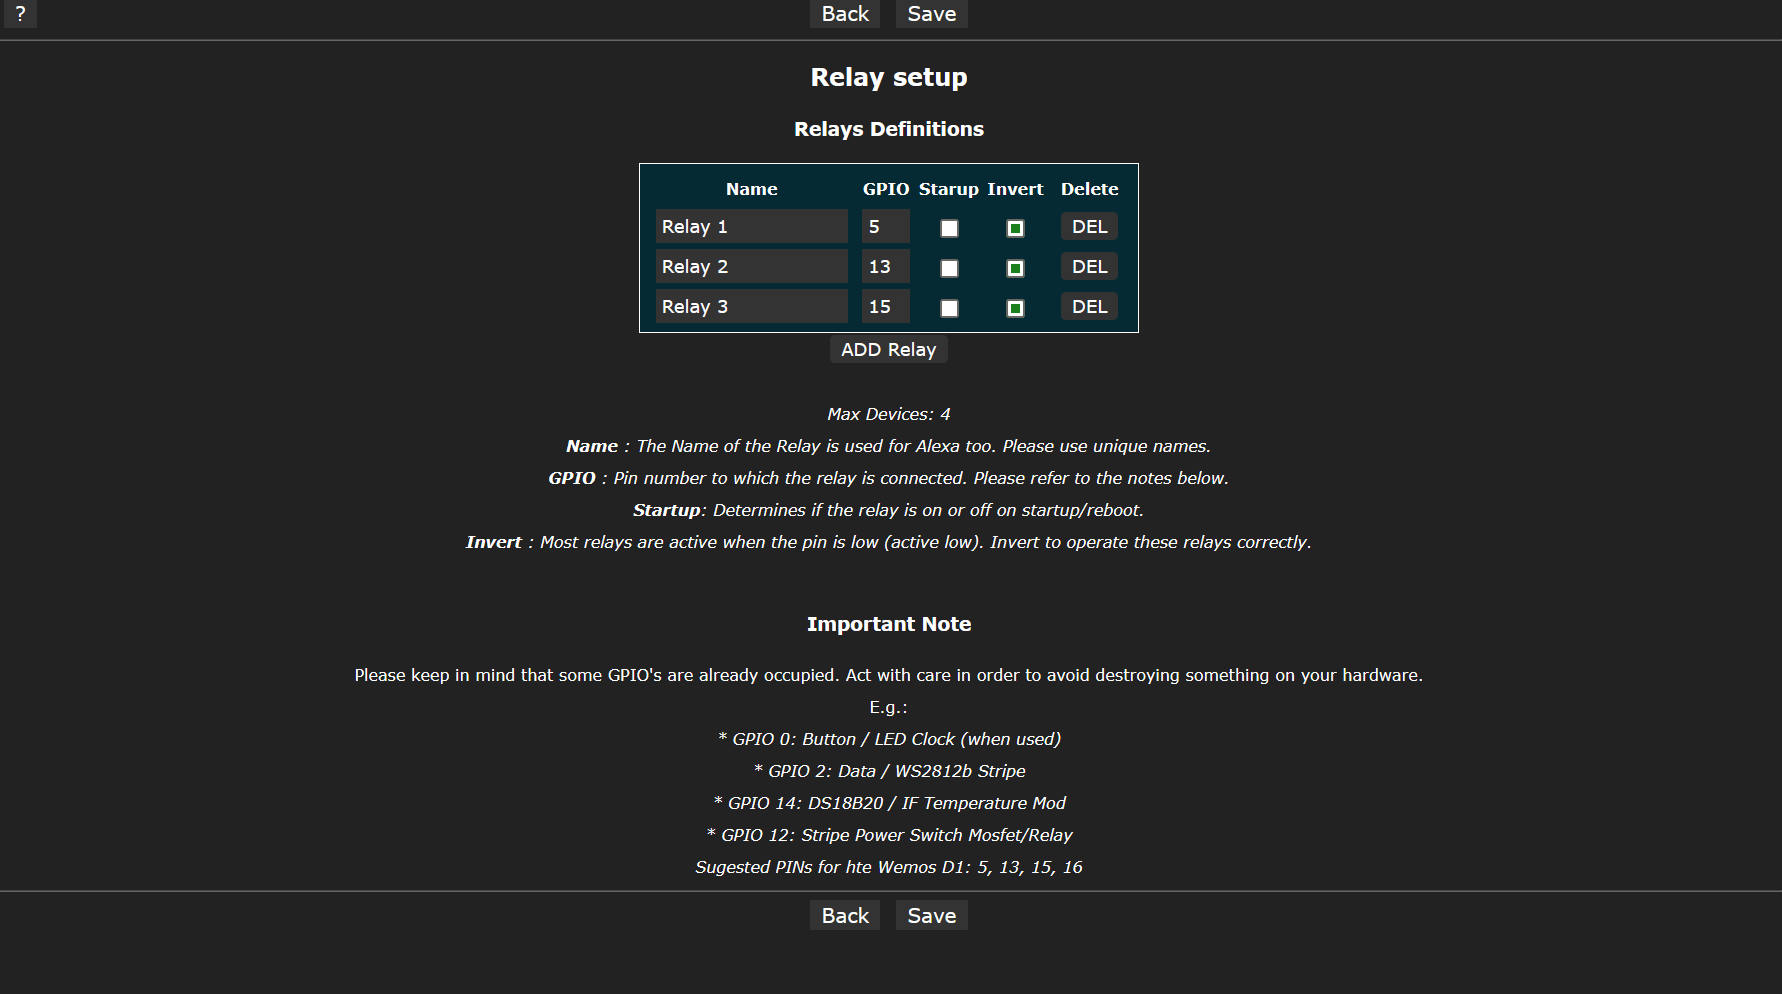 ?
Back Save
Relay setup
Relays Definitions
Name GPIO Starup Invert Delete
Relay 1 5 DEL
Relay 2 13 DEL
Relay 3 15 DEL
ADD Relay
Max Devices: 4
Name : The Name of the Relay is used for Alexa too. Please use unique names.
GPIO : Pin number to which the relay is connected. Please refer to the notes below.
Startup: Determines if the relay is on or off on startup/reboot.
Invert : Most relays are active when the pin is low (active low). Invert to operate these relays correctly.
Important Note
Please keep in mind that some GPIO's are already occupied. Act with care in order to avoid destroying something on your hardware.
E.g.:
* GPIO 0: Button / LED Clock (when used)
* GPIO 2: Data / WS2812b Stripe
* GPIO 14: DS18B20 / IF Temperature Mod
* GPIO 12: Stripe Power Switch Mosfet/Relay
Sugested PINs for hte Wemos D1: 5, 13, 15, 16
Back Save